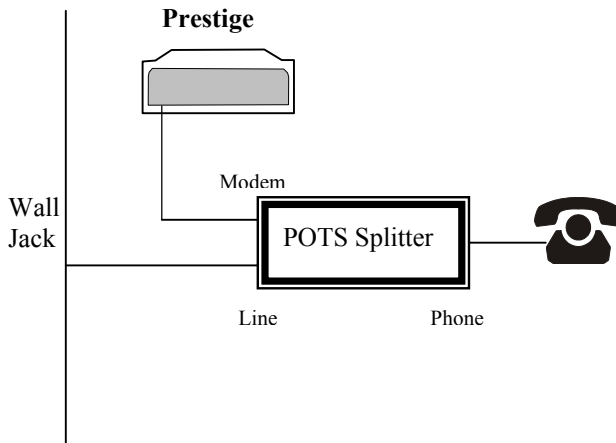 Prestige
Modem
Wall
Jack
POTS Splitter
Line
Phone